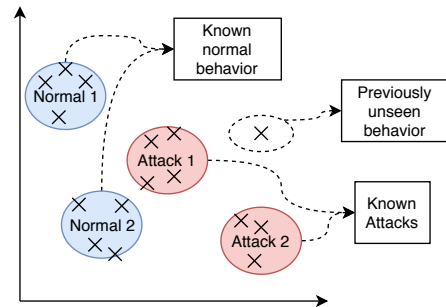 Known
normal
behavior
Normal 1
Previously
unseen
behavior
Attack 1
Known
Attacks
Normal 2
Attack 2